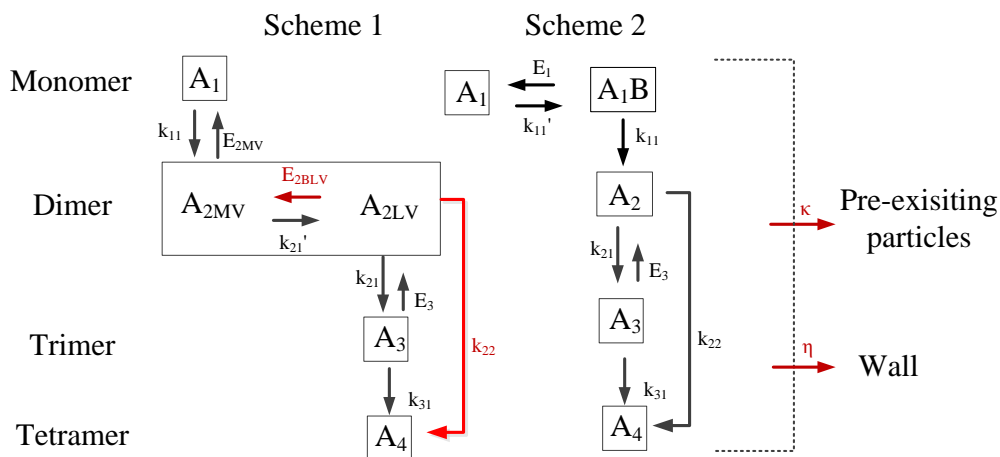 Scheme 1
Scheme 2
Monomer
A1
k11
E2MV
A1
E1
k11'
A1B
k11
Dimer
A2MV
E2BLV
k21'
A2LV
A2
k21
E3
k21
E3
k22
k22
Trimer
A3
A3
k31
k31
Tetramer
A4
A4
κ
Pre-exisiting
particles
η
Wall